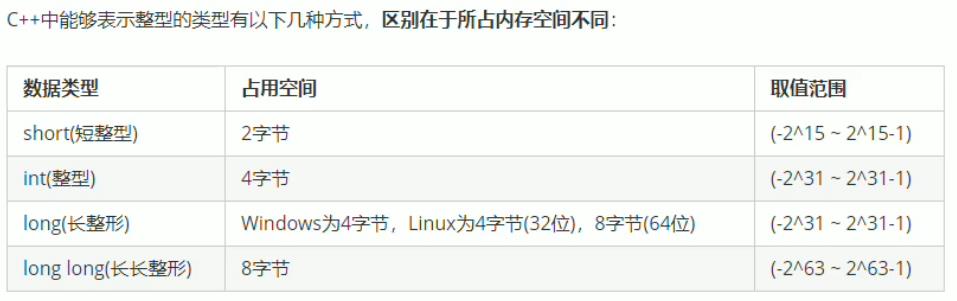 C++中能够表示整型的类型有以下几种方式，区别在于所占内存空间不同：
数据类型 占用空间 取值范围
short(短整型) 2字节 (-2^15 ~ 2^15-1)
int(整型) 4字节 (-2^31 ~ 2^31-1)
long(长整形) Windows为4字节，Linux为4字节(32位)，8字节(64位) (-2^31 ~ 2^31-1)
long long(长长整形) 8字节 (-2^63 ~ 2^63-1)